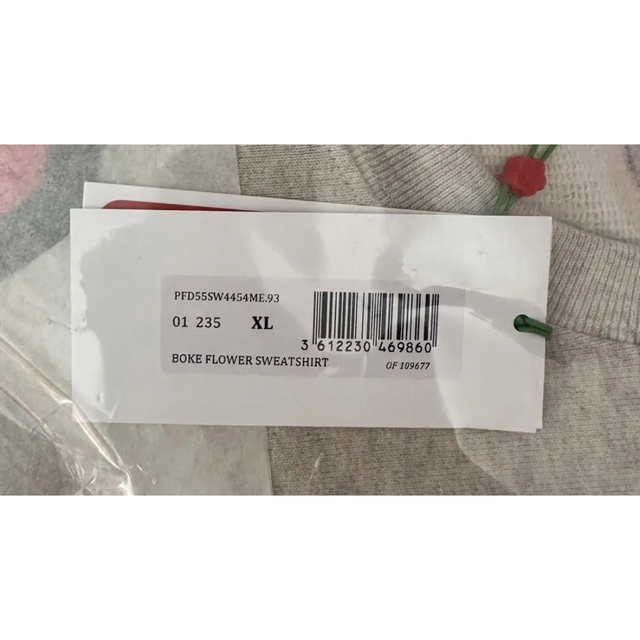 PFD55SW4454ME.93
01 235 XL
3 612230 469860
BOKE FLOWER SWEATSHIRT
OF 109677